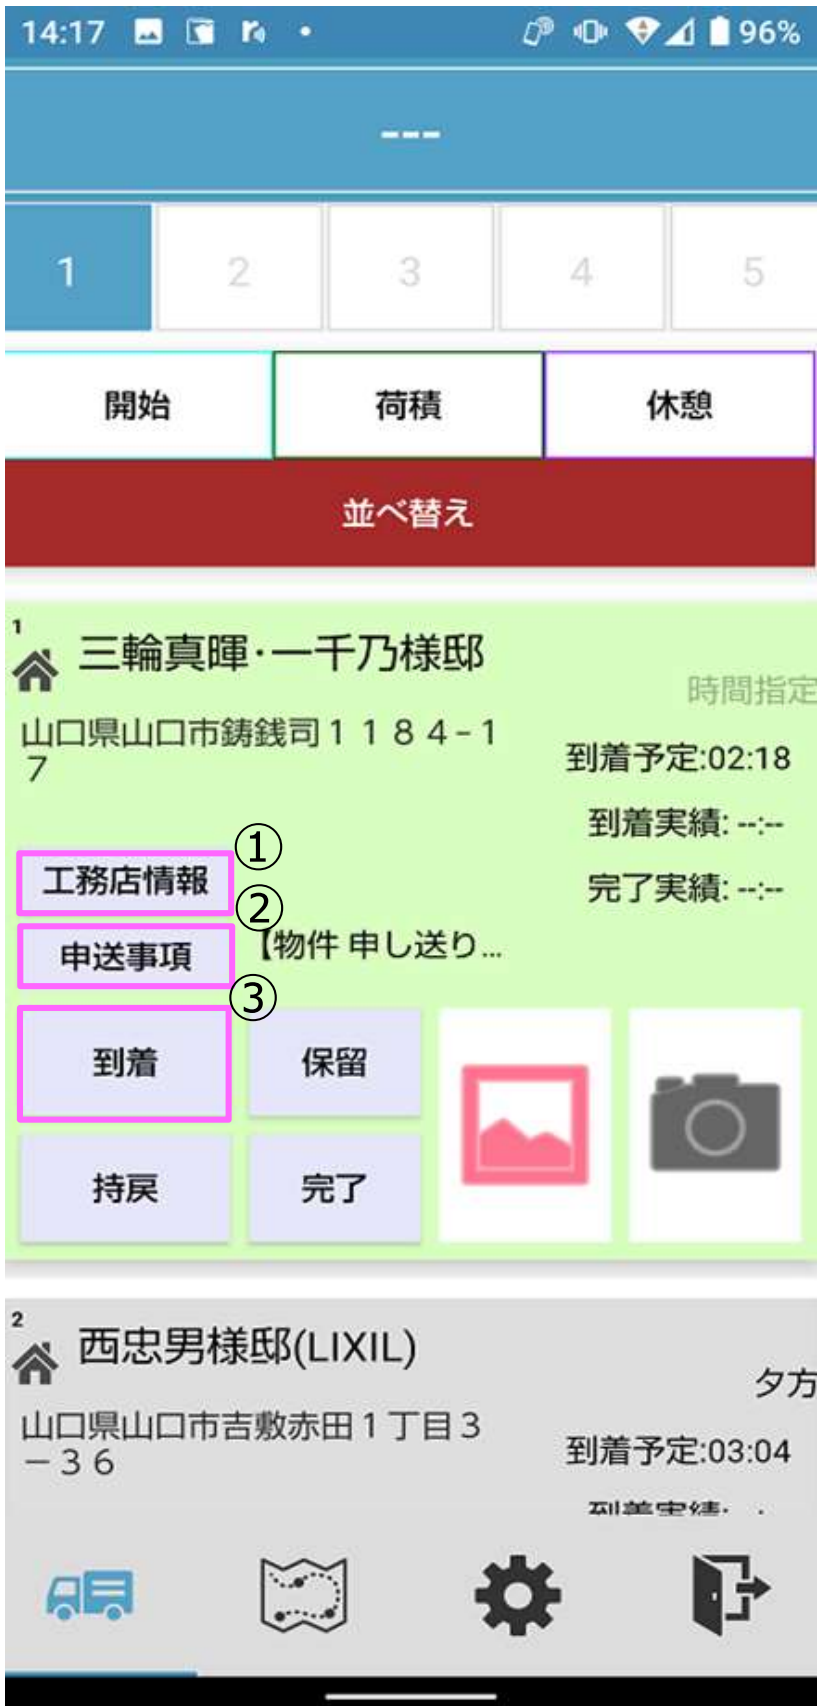 14:17 96%
---
1 2 3 4 5
開始 荷積 休憩
並べ替え
1
三輪真暉・一千乃様邸
時間指定
山口県山口市鋳銭司１１８４-１
７
到着予定:02:18
到着実績: --:--
完了実績: --:--
①
工務店情報
②
申送事項
【物件 申し送り...
③
到着 保留
持戻 完了
2
西忠男様邸(LIXIL)
夕方
山口県山口市吉敷赤田１丁目３
－３６
到着予定:03:04
到着実績: